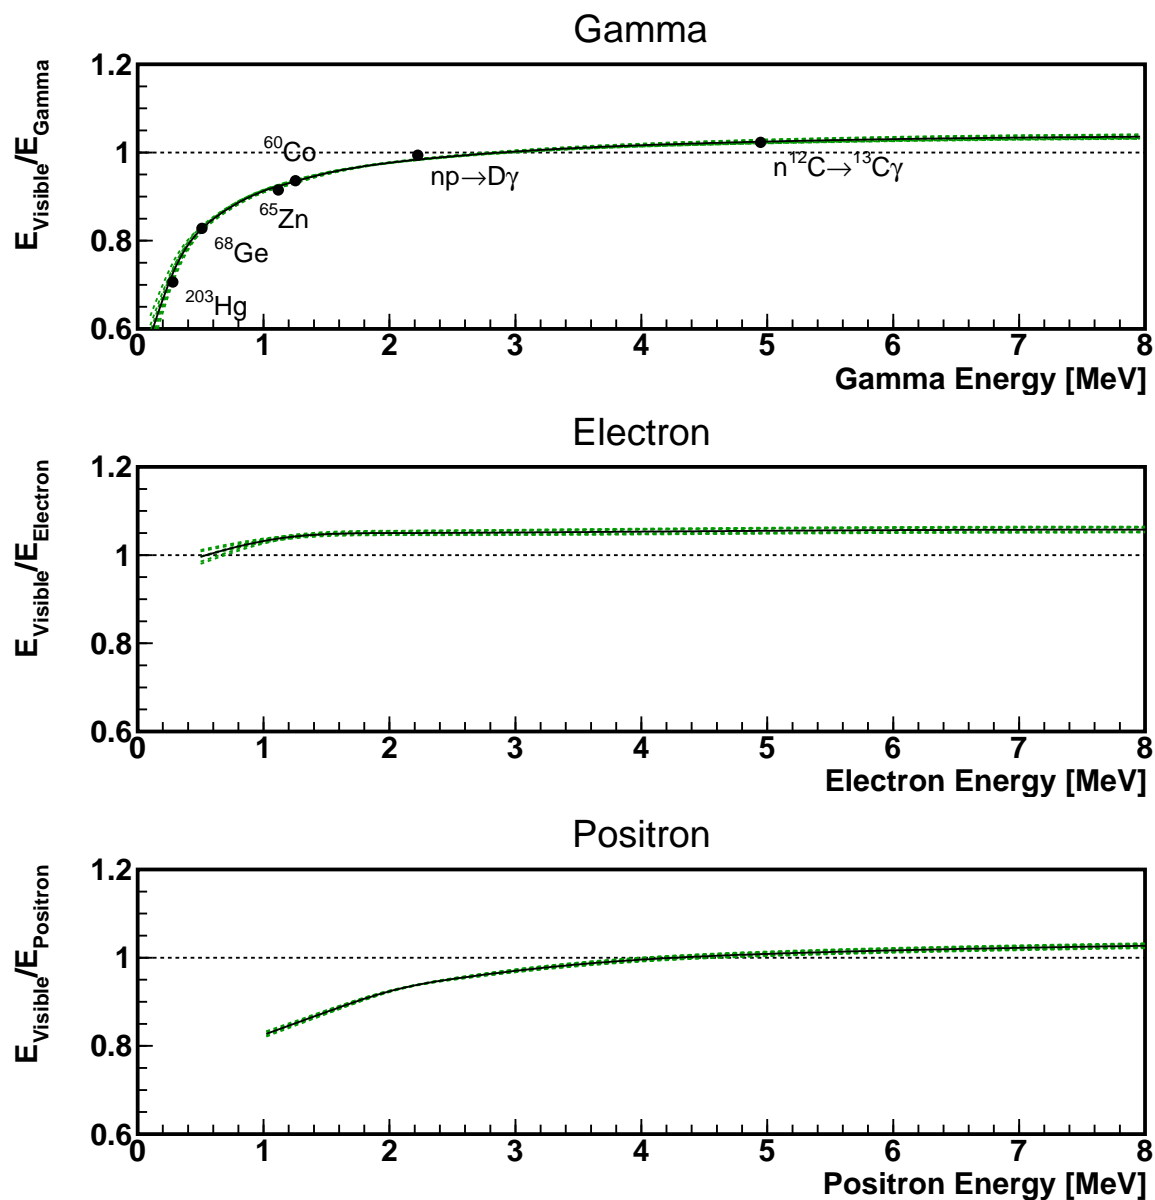 Gamma
E_Visible/E_Gamma
1.2
1
0.8
0.6
⁶⁰Co
⁶⁵Zn
⁶⁸Ge
²⁰³Hg
np→Dγ
n¹²C→¹³Cγ
0 1 2 3 4 5 6 7 8
Gamma Energy [MeV]
Electron
E_Visible/E_Electron
1.2
1
0.8
0.6
0 1 2 3 4 5 6 7 8
Electron Energy [MeV]
Positron
E_Visible/E_Positron
1.2
1
0.8
0.6
0 1 2 3 4 5 6 7 8
Positron Energy [MeV]